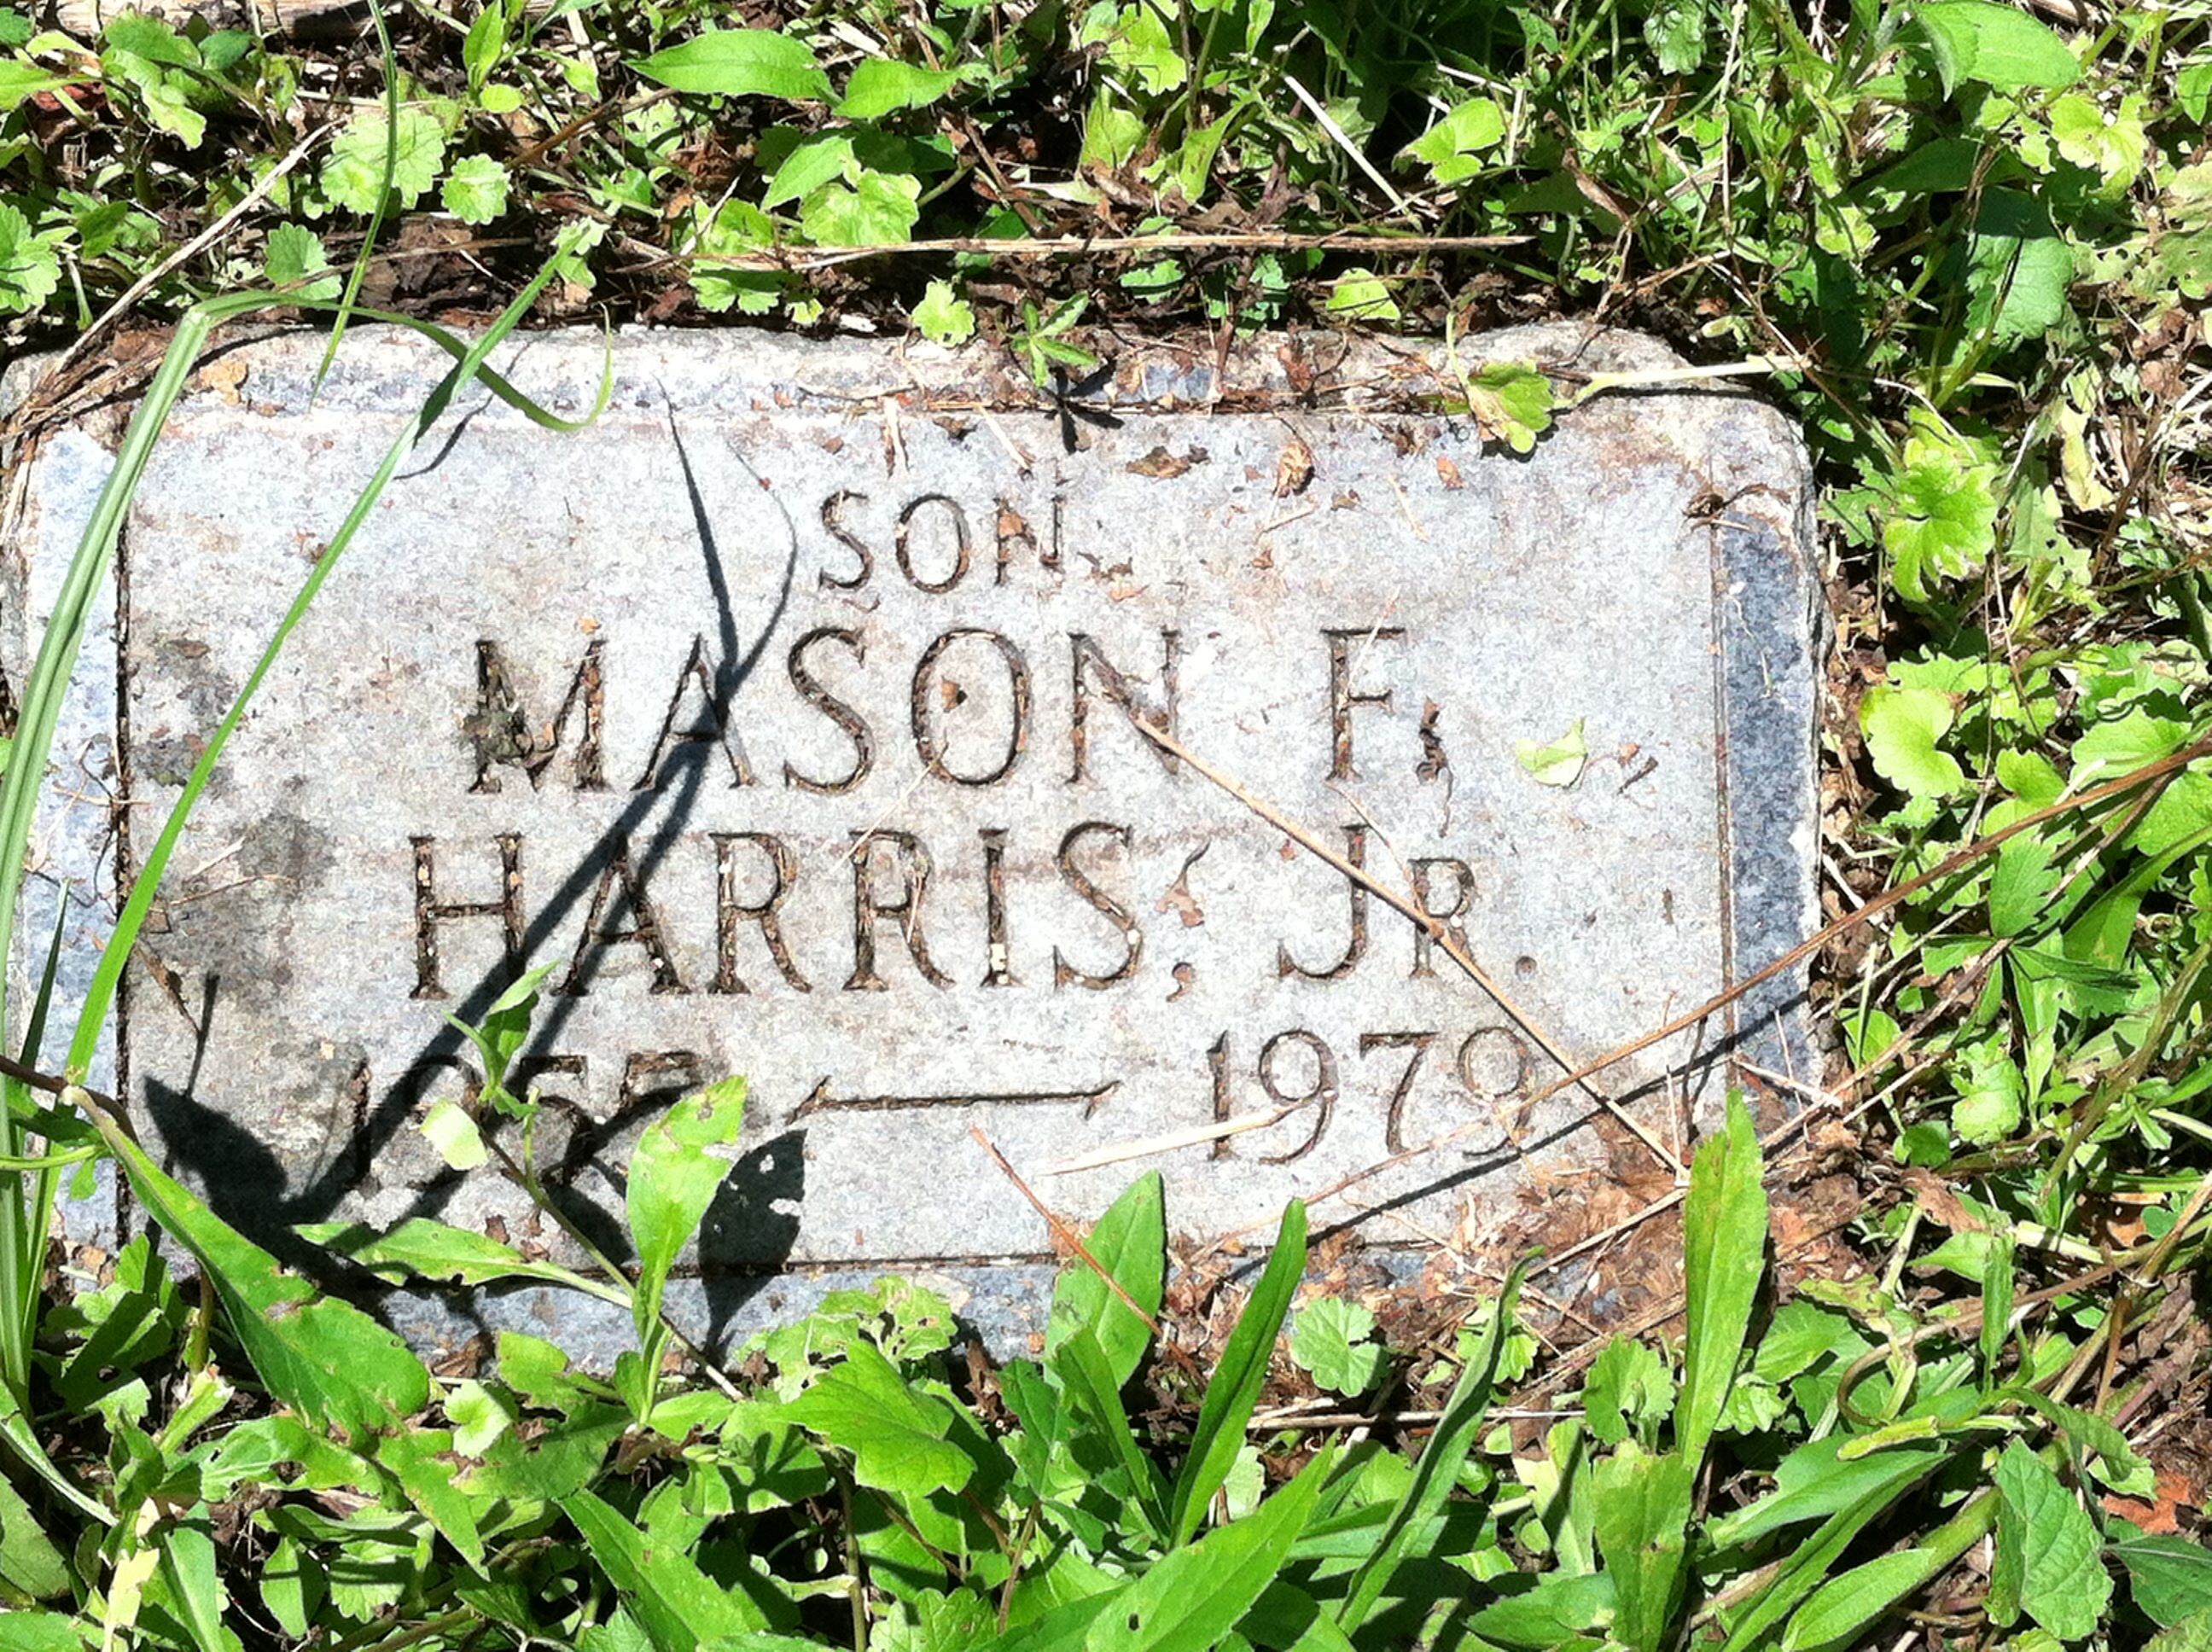 SON
MASON F.
HARRIS, JR.
1979